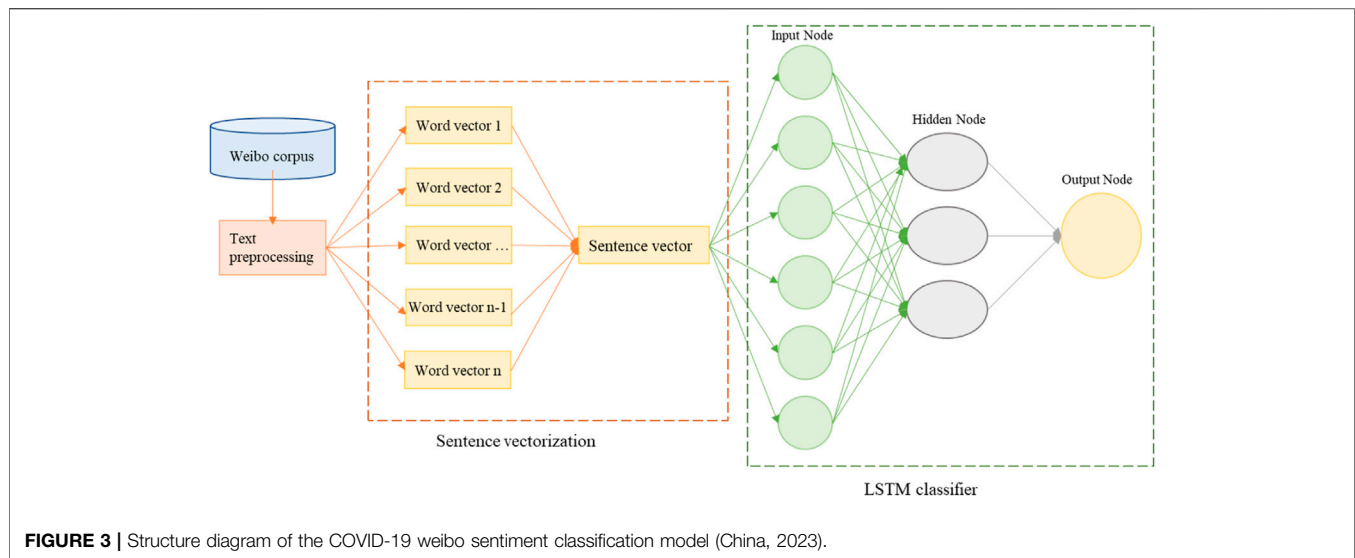 Weibo corpus
Text
preprocessing
Word vector 1
Word vector 2
Word vector …
Word vector n-1
Word vector n
Sentence vector
Sentence vectorization
Input Node
Hidden Node
Output Node
LSTM classifier
FIGURE 3 | Structure diagram of the COVID-19 weibo sentiment classification model (China, 2023).